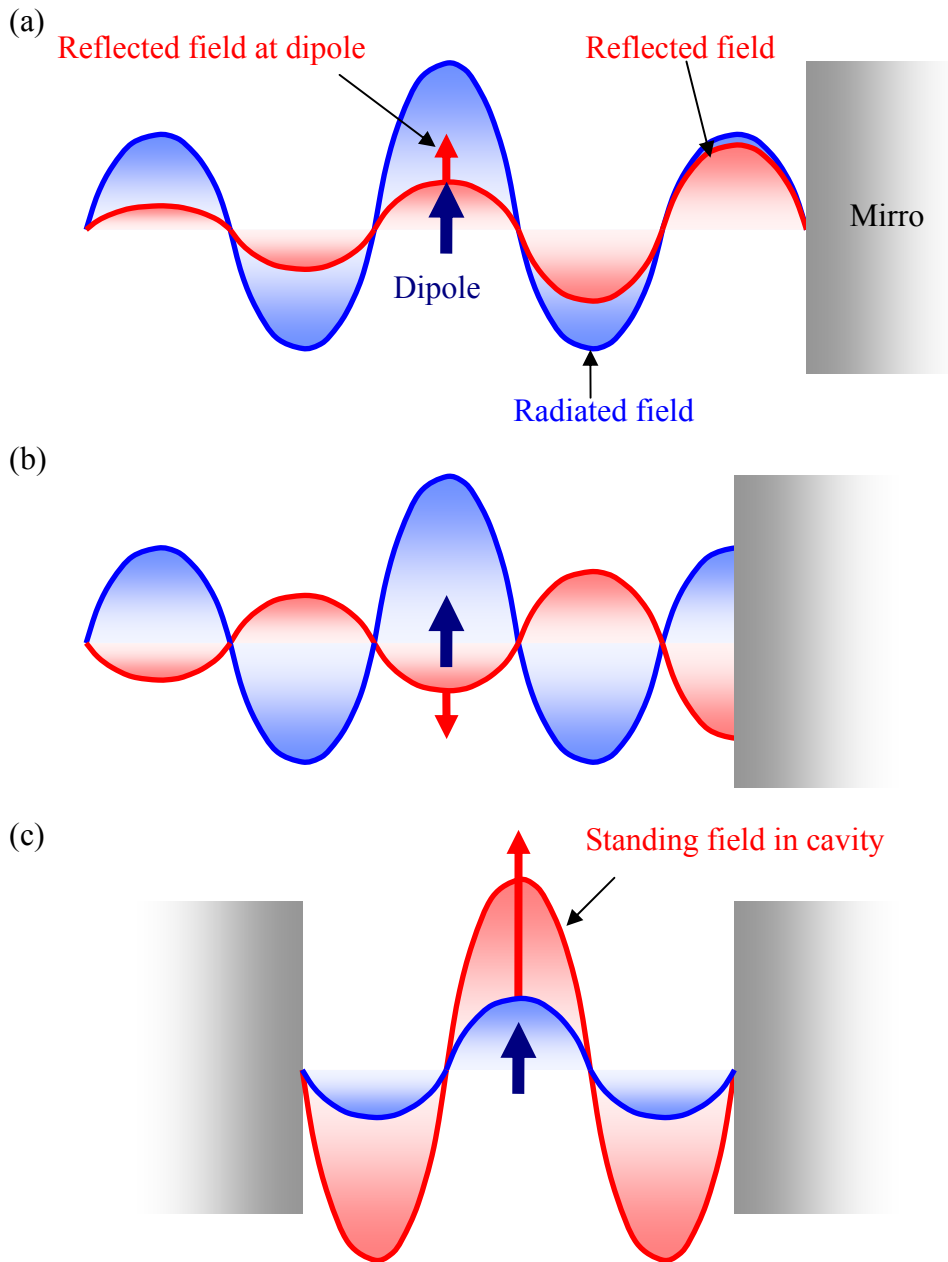 (a)
Reflected field at dipole
Reflected field
Mirro
Dipole
Radiated field
(b)
(c)
Standing field in cavity